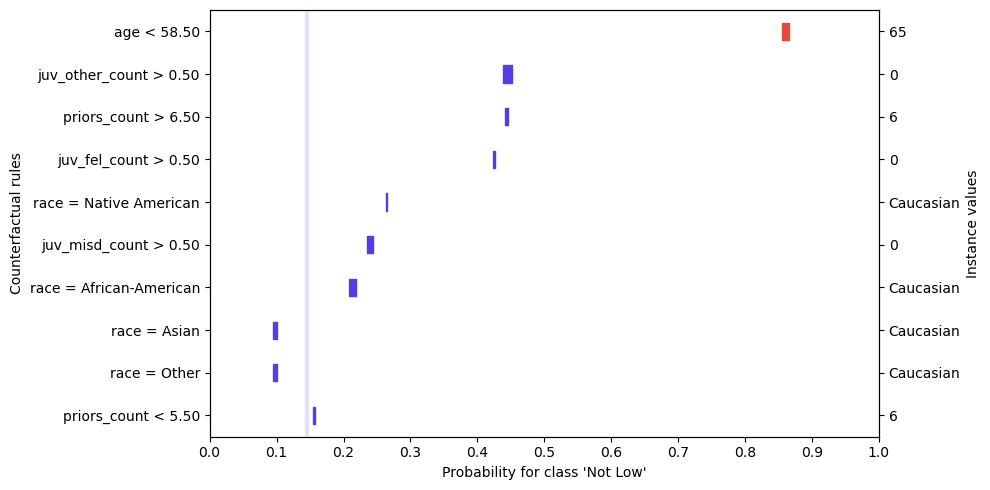 age < 58.50
65
juv_other_count > 0.50
0
priors_count > 6.50
6
juv_fel_count > 0.50
0
race = Native American
Caucasian
juv_misd_count > 0.50
0
race = African-American
Caucasian
race = Asian
Caucasian
race = Other
Caucasian
priors_count < 5.50
6
Counterfactual rules
Instance values
0.0 0.1 0.2 0.3 0.4 0.5 0.6 0.7 0.8 0.9 1.0
Probability for class 'Not Low'